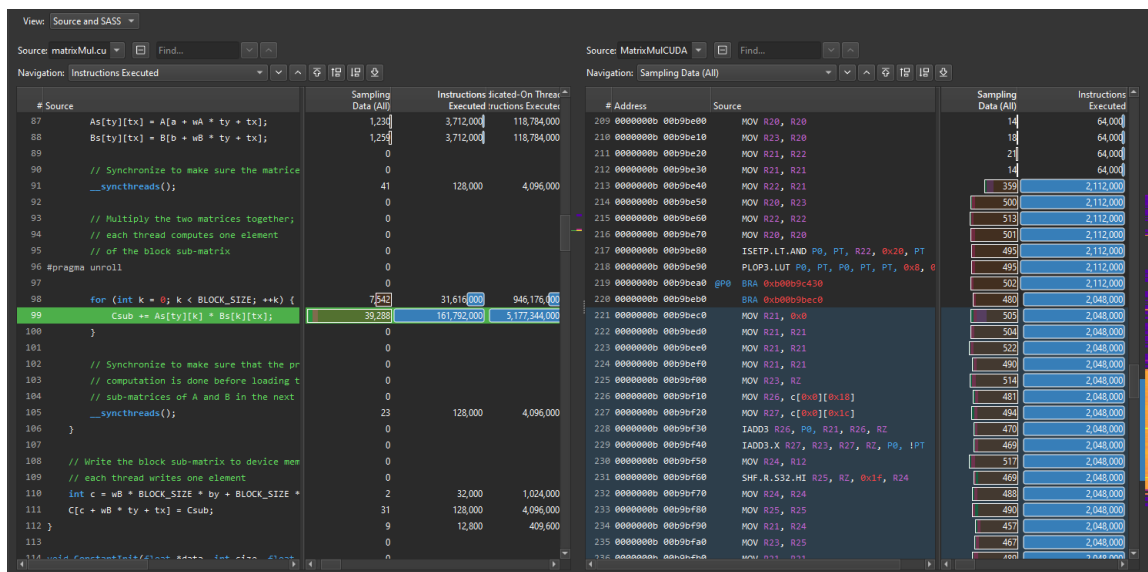 View: Source and SASS
Source: matrixMul.cu Find...
Navigation: Instructions Executed
# Source Sampling Data (All) Instructions Executed
87 As[ty][tx] = A[a + wA * ty + tx]; 1,230 3,712,000 118,784,000
88 Bs[ty][tx] = B[b + wB * ty + tx]; 1,259 3,712,000 118,784,000
89 0
90 // Synchronize to make sure the matrice 0
91 __syncthreads(); 41 128,000 4,096,000
92 0
93 // Multiply the two matrices together; 0
94 // each thread computes one element 0
95 // of the block sub-matrix 0
96 #pragma unroll 0
97 0
98 for (int k = 0; k < BLOCK_SIZE; ++k) { 7,542 31,616,000 946,176,000
99 Csub += As[ty][k] * Bs[k][tx]; 39,288 161,792,000 5,177,344,000
100 } 0
101 0
102 // Synchronize to make sure that the pr 0
103 // computation is done before loading t 0
104 // sub-matrices of A and B in the next 0
105 __syncthreads(); 23 128,000 4,096,000
106 } 0
107 0
108 // Write the block sub-matrix to device mem 0
109 // each thread writes one element 0
110 int c = wB * BLOCK_SIZE * by + BLOCK_SIZE * 2 32,000 1,024,000
111 C[c + wB * ty + tx] = Csub; 31 128,000 4,096,000
112 } 9 12,800 409,600
113 0
Source: MatrixMulCUDA Find...
Navigation: Sampling Data (All)
# Address Source Sampling Data (All) Instructions Executed
209 0000000b 00b9be00 MOV R20, R20 14 64,000
210 0000000b 00b9be10 MOV R23, R20 18 64,000
211 0000000b 00b9be20 MOV R21, R22 21 64,000
212 0000000b 00b9be30 MOV R21, R21 14 64,000
213 0000000b 00b9be40 MOV R22, R21 359 2,112,000
214 0000000b 00b9be50 MOV R20, R23 500 2,112,000
215 0000000b 00b9be60 MOV R22, R22 513 2,112,000
216 0000000b 00b9be70 MOV R20, R20 501 2,112,000
217 0000000b 00b9be80 ISETP.LT.AND P0, PT, R22, 0x20, PT 495 2,112,000
218 0000000b 00b9be90 PLOP3.LUT P0, PT, P0, PT, PT, 0x8, 495 2,112,000
219 0000000b 00b9bea0 @P0 BRA 0xb00b9c430 502 2,112,000
220 0000000b 00b9beb0 BRA 0xb00b9bec0 480 2,048,000
221 0000000b 00b9bec0 MOV R21, 0x0 505 2,048,000
222 0000000b 00b9bed0 MOV R21, R21 504 2,048,000
223 0000000b 00b9bee0 MOV R21, R21 522 2,048,000
224 0000000b 00b9bef0 MOV R21, R21 490 2,048,000
225 0000000b 00b9bf00 MOV R23, RZ 514 2,048,000
226 0000000b 00b9bf10 MOV R26, c[0x0][0x18] 481 2,048,000
227 0000000b 00b9bf20 MOV R27, c[0x0][0x1c] 494 2,048,000
228 0000000b 00b9bf30 IADD3 R26, P0, R21, R26, RZ 470 2,048,000
229 0000000b 00b9bf40 IADD3.X R27, R23, R27, RZ, P0, !PT 469 2,048,000
230 0000000b 00b9bf50 MOV R24, R12 517 2,048,000
231 0000000b 00b9bf60 SHF.R.S32.HI R25, RZ, 0x1f, R24 469 2,048,000
232 0000000b 00b9bf70 MOV R24, R24 488 2,048,000
233 0000000b 00b9bf80 MOV R25, R25 490 2,048,000
234 0000000b 00b9bf90 MOV R21, R24 457 2,048,000
235 0000000b 00b9bfa0 MOV R23, R25 467 2,048,000